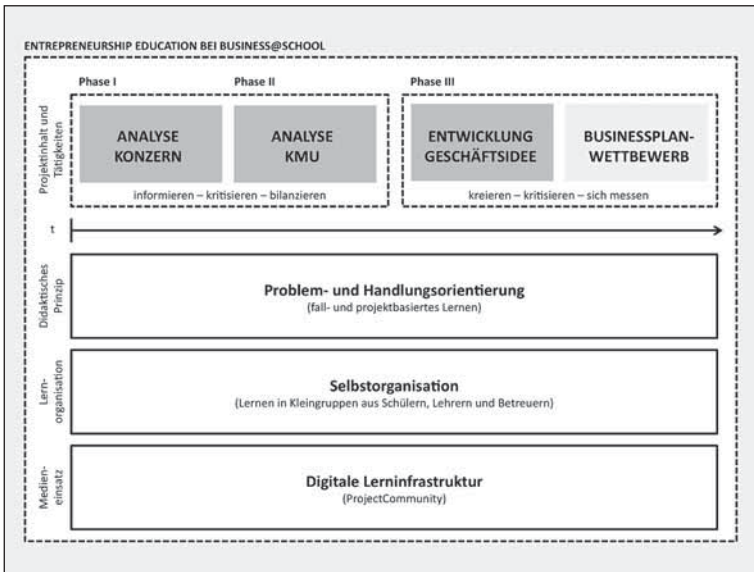 ENTREPRENEURSHIP EDUCATION BEI BUSINESS@SCHOOL
Projektinhalt und
Tätigkeiten
Phase I
Phase II
Phase III
ANALYSE
KONZERN
ANALYSE
KMU
ENTWICKLUNG
GESCHÄFTSIDEE
BUSINESSPLAN-
WETTBEWERB
informieren – kritisieren – bilanzieren
kreieren – kritisieren – sich messen
t
Didaktisches
Prinzip
Problem- und Handlungsorientierung
(fall- und projektbasiertes Lernen)
Lern-
organisation
Selbstorganisation
(Lernen in Kleingruppen aus Schülern, Lehrern und Betreuern)
Medien-
einsatz
Digitale Lerninfrastruktur
(ProjectCommunity)